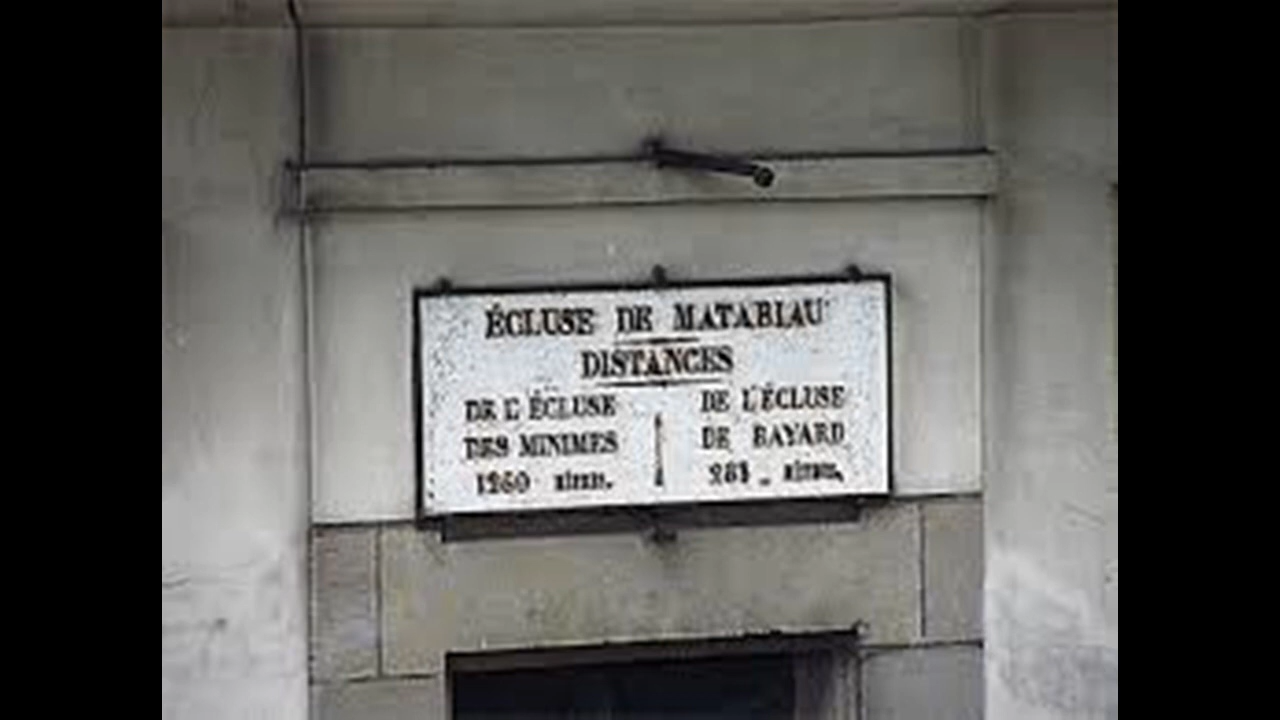 ÉCLUSE DE MATABIAU
DISTANCES
DE L'ÉCLUSE
DES MINIMES
1260
DE L'ÉCLUSE
DE BAYARD